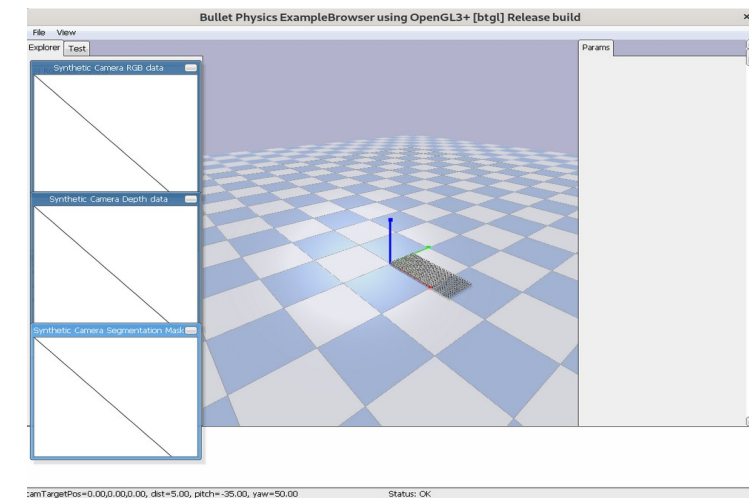 Bullet Physics ExampleBrowser using OpenGL3+ [btgl] Release build
File View
Explorer Test
Params
Synthetic Camera RGB data
Synthetic Camera Depth data
Synthetic Camera Segmentation Mask
camTargetPos=0.00,0.00,0.00, dist=5.00, pitch=-35.00, yaw=50.00
Status: OK